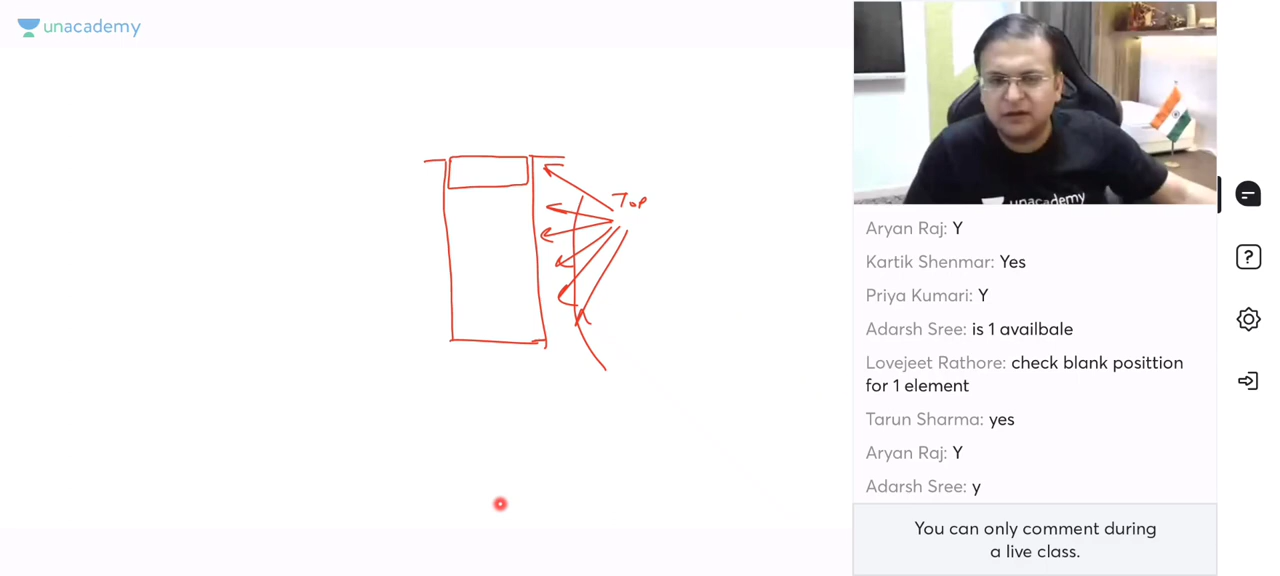 unacademy
Top
unacademy
Aryan Raj: Y
Kartik Shenmar: Yes
Priya Kumari: Y
Adarsh Sree: is 1 availbale
Lovejeet Rathore: check blank posittion
for 1 element
Tarun Sharma: yes
Aryan Raj: Y
Adarsh Sree: y
You can only comment during
a live class.
?